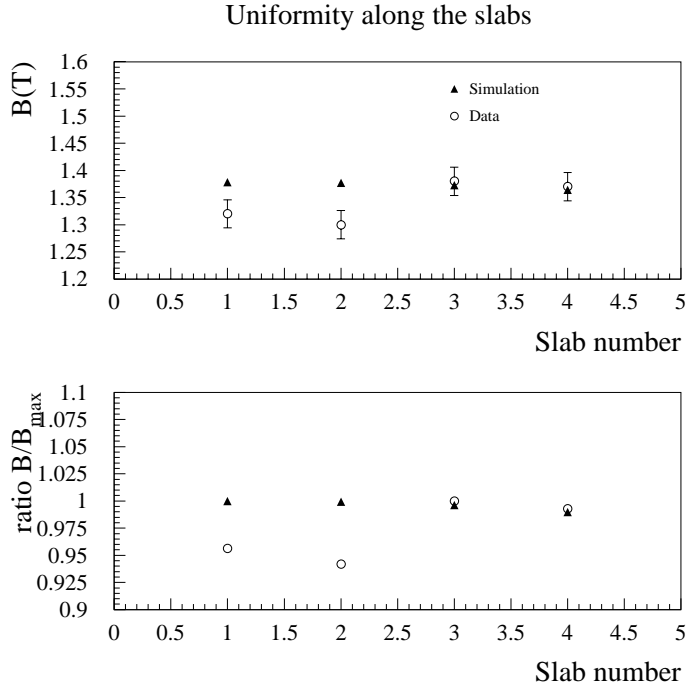 Uniformity along the slabs
B(T)
1.6
1.55
1.5
1.45
1.4
1.35
1.3
1.25
1.2
Simulation
Data
0 0.5 1 1.5 2 2.5 3 3.5 4 4.5 5
Slab number
ratio B/B_max
1.1
1.075
1.05
1.025
1
0.975
0.95
0.925
0.9
0 0.5 1 1.5 2 2.5 3 3.5 4 4.5 5
Slab number